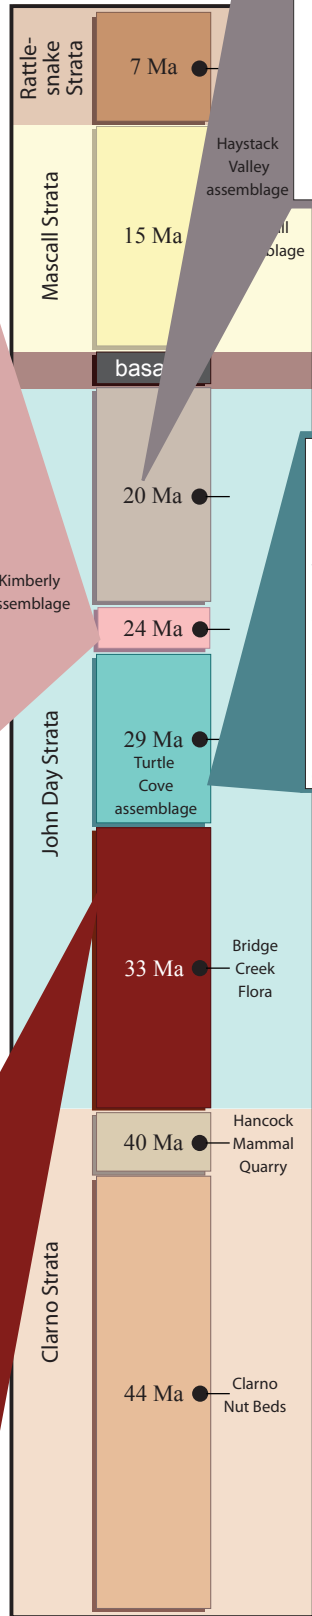 Rattle-
snake
Strata
7 Ma
Haystack
Valley
assemblage
Mascall Strata
15 Ma
20 Ma
Kimberly
24 Ma
John Day Strata
29 Ma
Turtle
Cove
assemblage
33 Ma
Bridge
Creek
Flora
40 Ma
Hancock
Mammal
Quarry
Clarno Strata
44 Ma
Clarno
Nut Beds